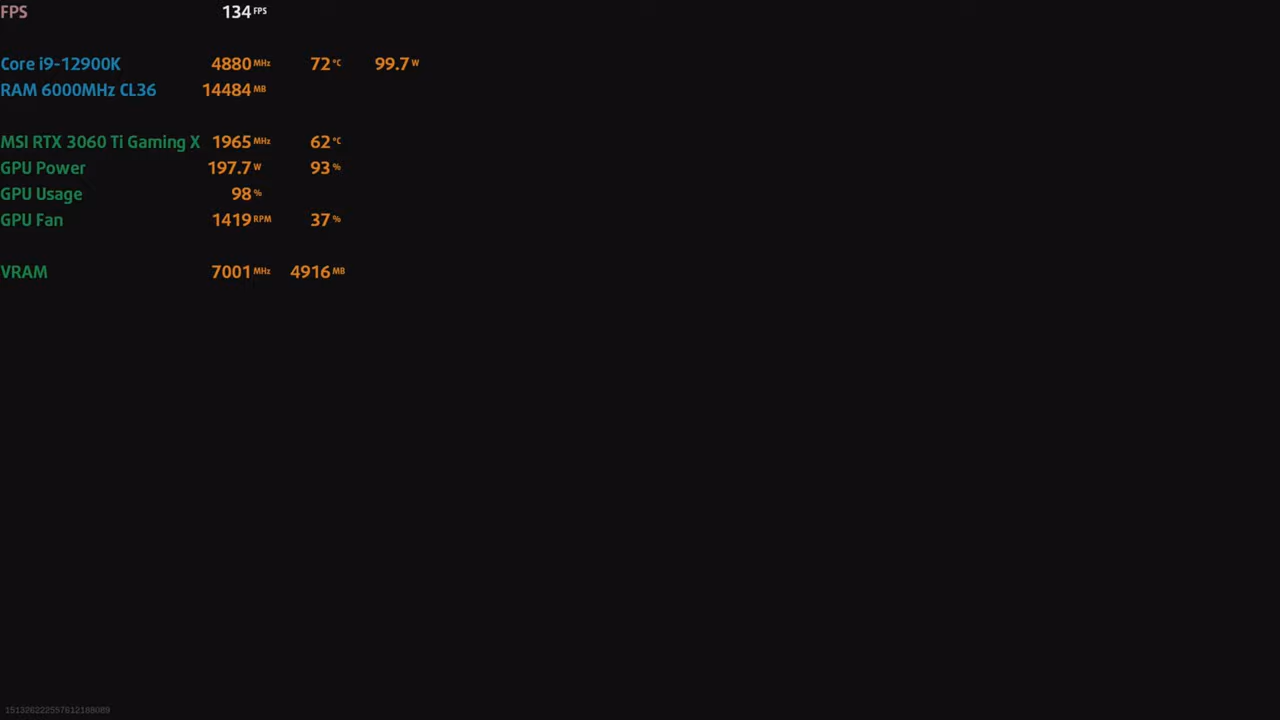 FPS 134 FPS
Core i9-12900K 4880 MHz 72 °C 99.7 W
RAM 6000MHz CL36 14484 MB
MSI RTX 3060 Ti Gaming X 1965 MHz 62 °C
GPU Power 197.7 W 93 %
GPU Usage 98 %
GPU Fan 1419 RPM 37 %
VRAM 7001 MHz 4916 MB